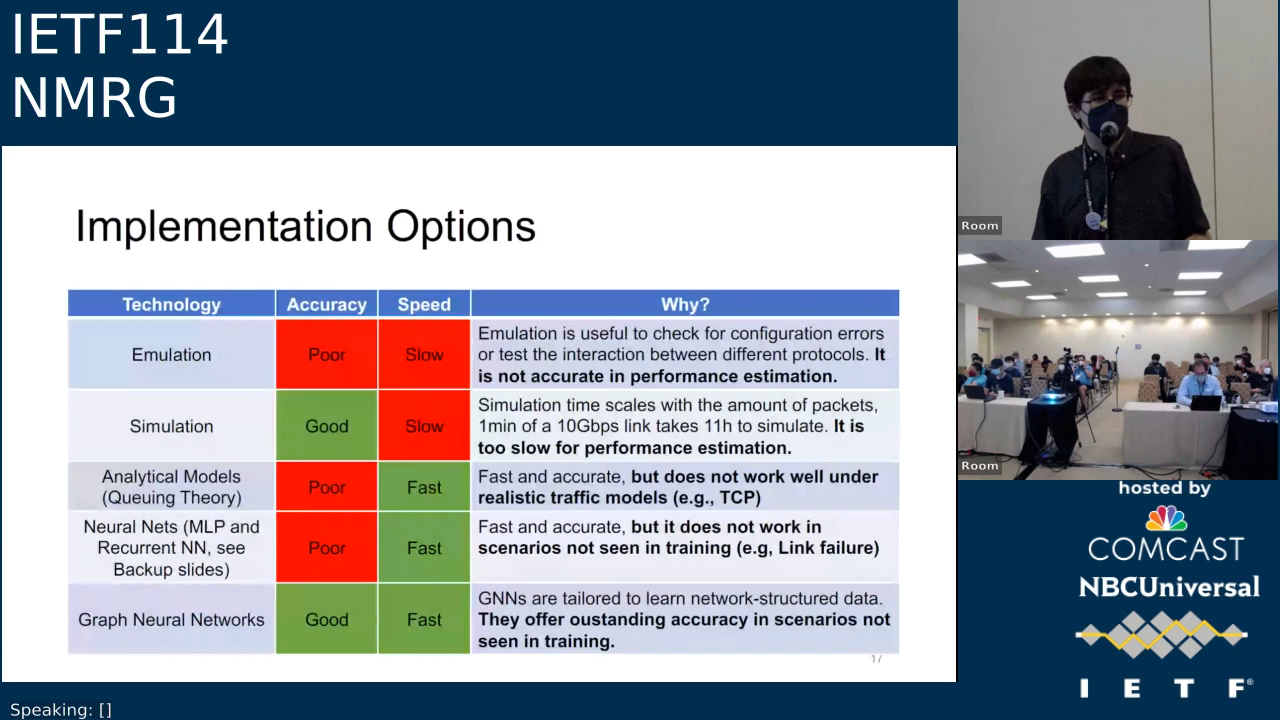 IETF114
NMRG
Implementation Options
Technology Accuracy Speed Why?
Emulation Poor Slow
Emulation is useful to check for configuration errors
or test the interaction between different protocols. It
is not accurate in performance estimation.
Simulation Good Slow
Simulation time scales with the amount of packets,
1min of a 10Gbps link takes 11h to simulate. It is
too slow for performance estimation.
Analytical Models
(Queuing Theory)
Poor Fast
Fast and accurate, but does not work well under
realistic traffic models (e.g., TCP)
Neural Nets (MLP and
Recurrent NN, see
Backup slides)
Poor Fast
Fast and accurate, but it does not work in
scenarios not seen in training (e.g, Link failure)
Graph Neural Networks Good Fast
GNNs are tailored to learn network-structured data.
They offer oustanding accuracy in scenarios not
seen in training.
17
Room
Room
hosted by
COMCAST
NBCUniversal
I E T F®
Speaking: []